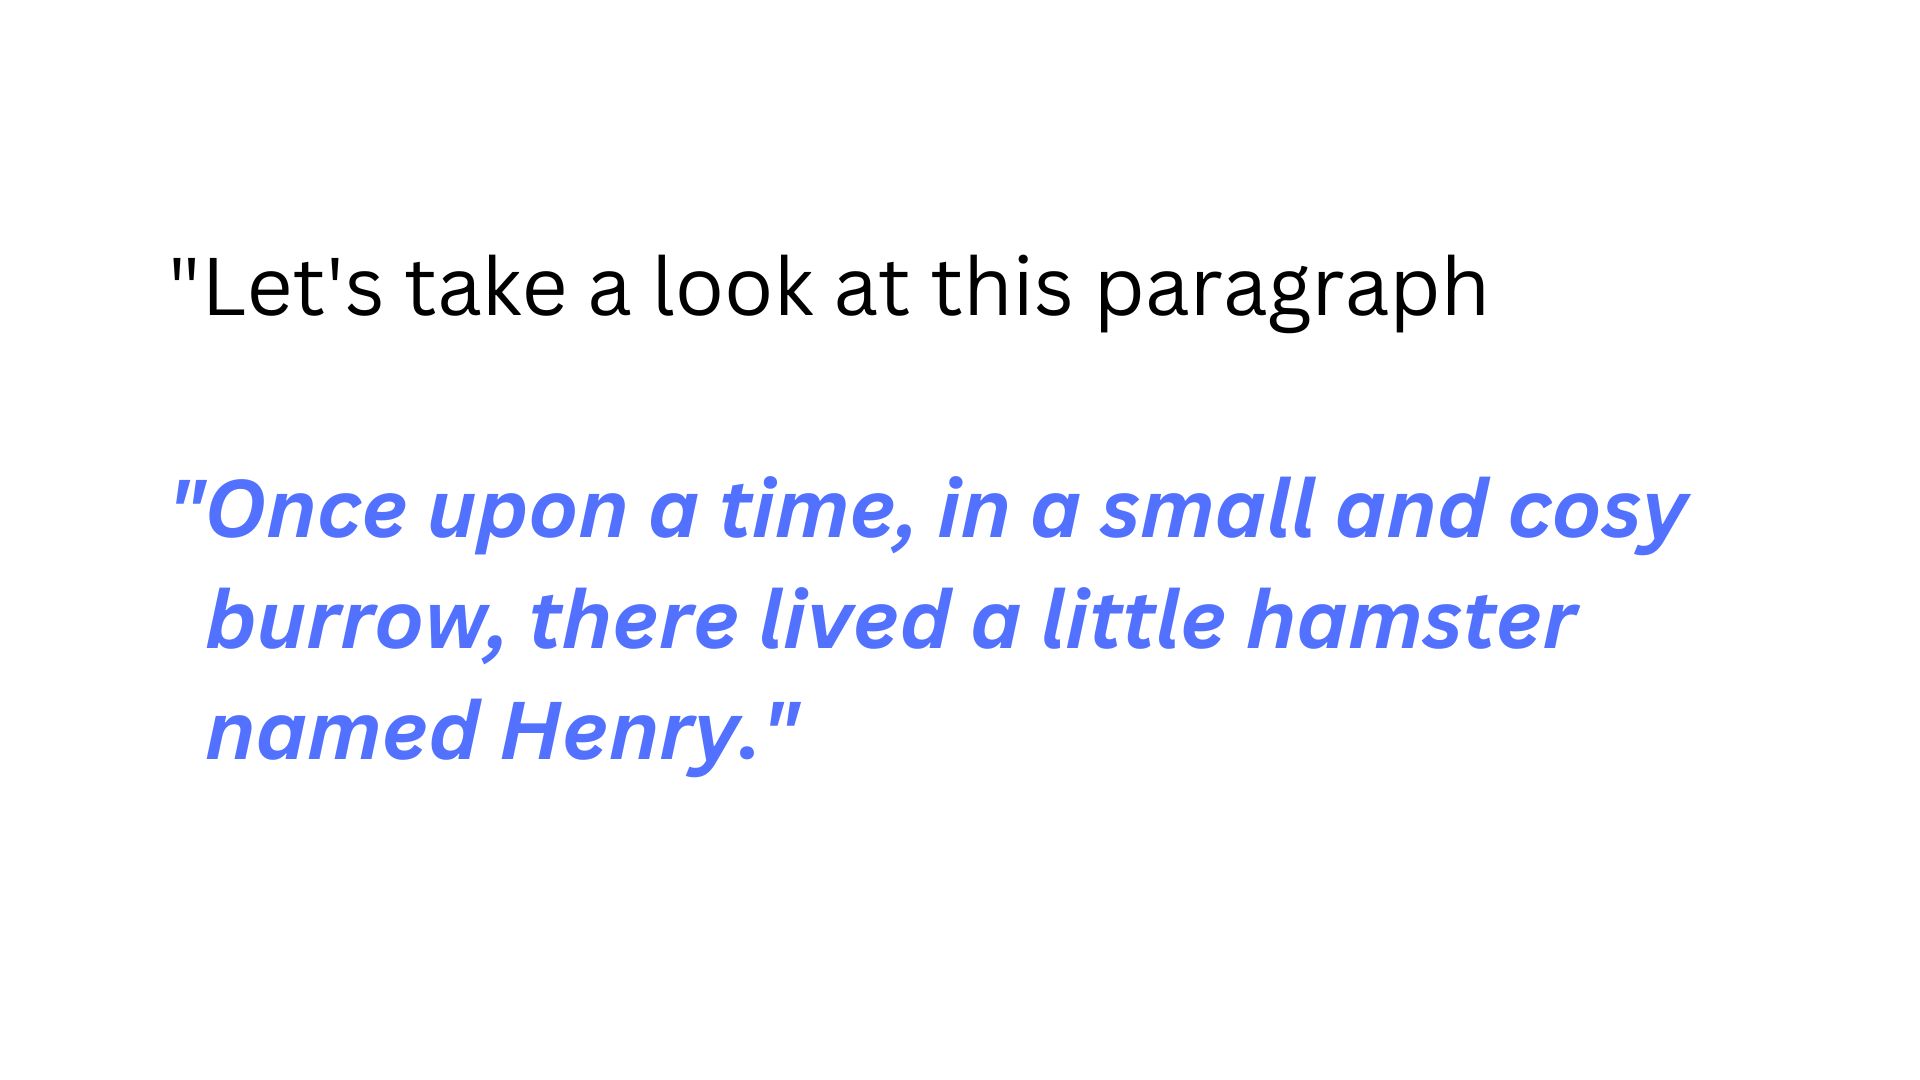 "Let's take a look at this paragraph
"Once upon a time, in a small and cosy
burrow, there lived a little hamster
named Henry."